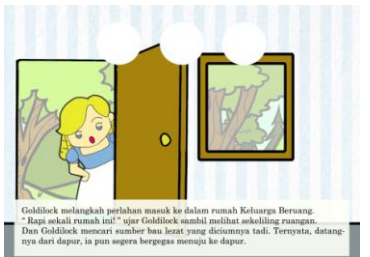 Goldilock melangkah perlahan masuk ke dalam rumah Keluarga Beruang.
“ Rapi sekali rumah ini! ” ujar Goldilock sambil melihat sekeliling ruangan.
Dan Goldilock mencari sumber bau lezat yang diciumnya tadi. Ternyata, datang-
nya dari dapur, ia pun segera bergegas menuju ke dapur.